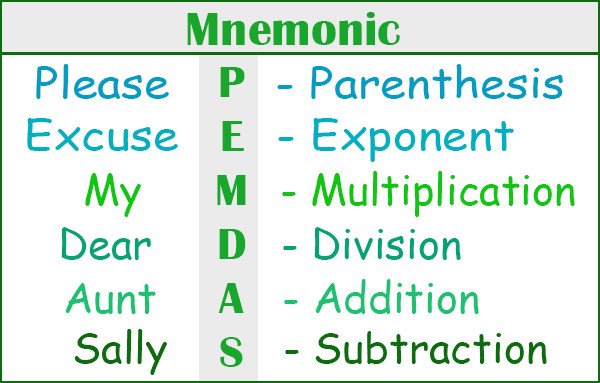 Mnemonic
Please P - Parenthesis
Excuse E - Exponent
My M - Multiplication
Dear D - Division
Aunt A - Addition
Sally S - Subtraction